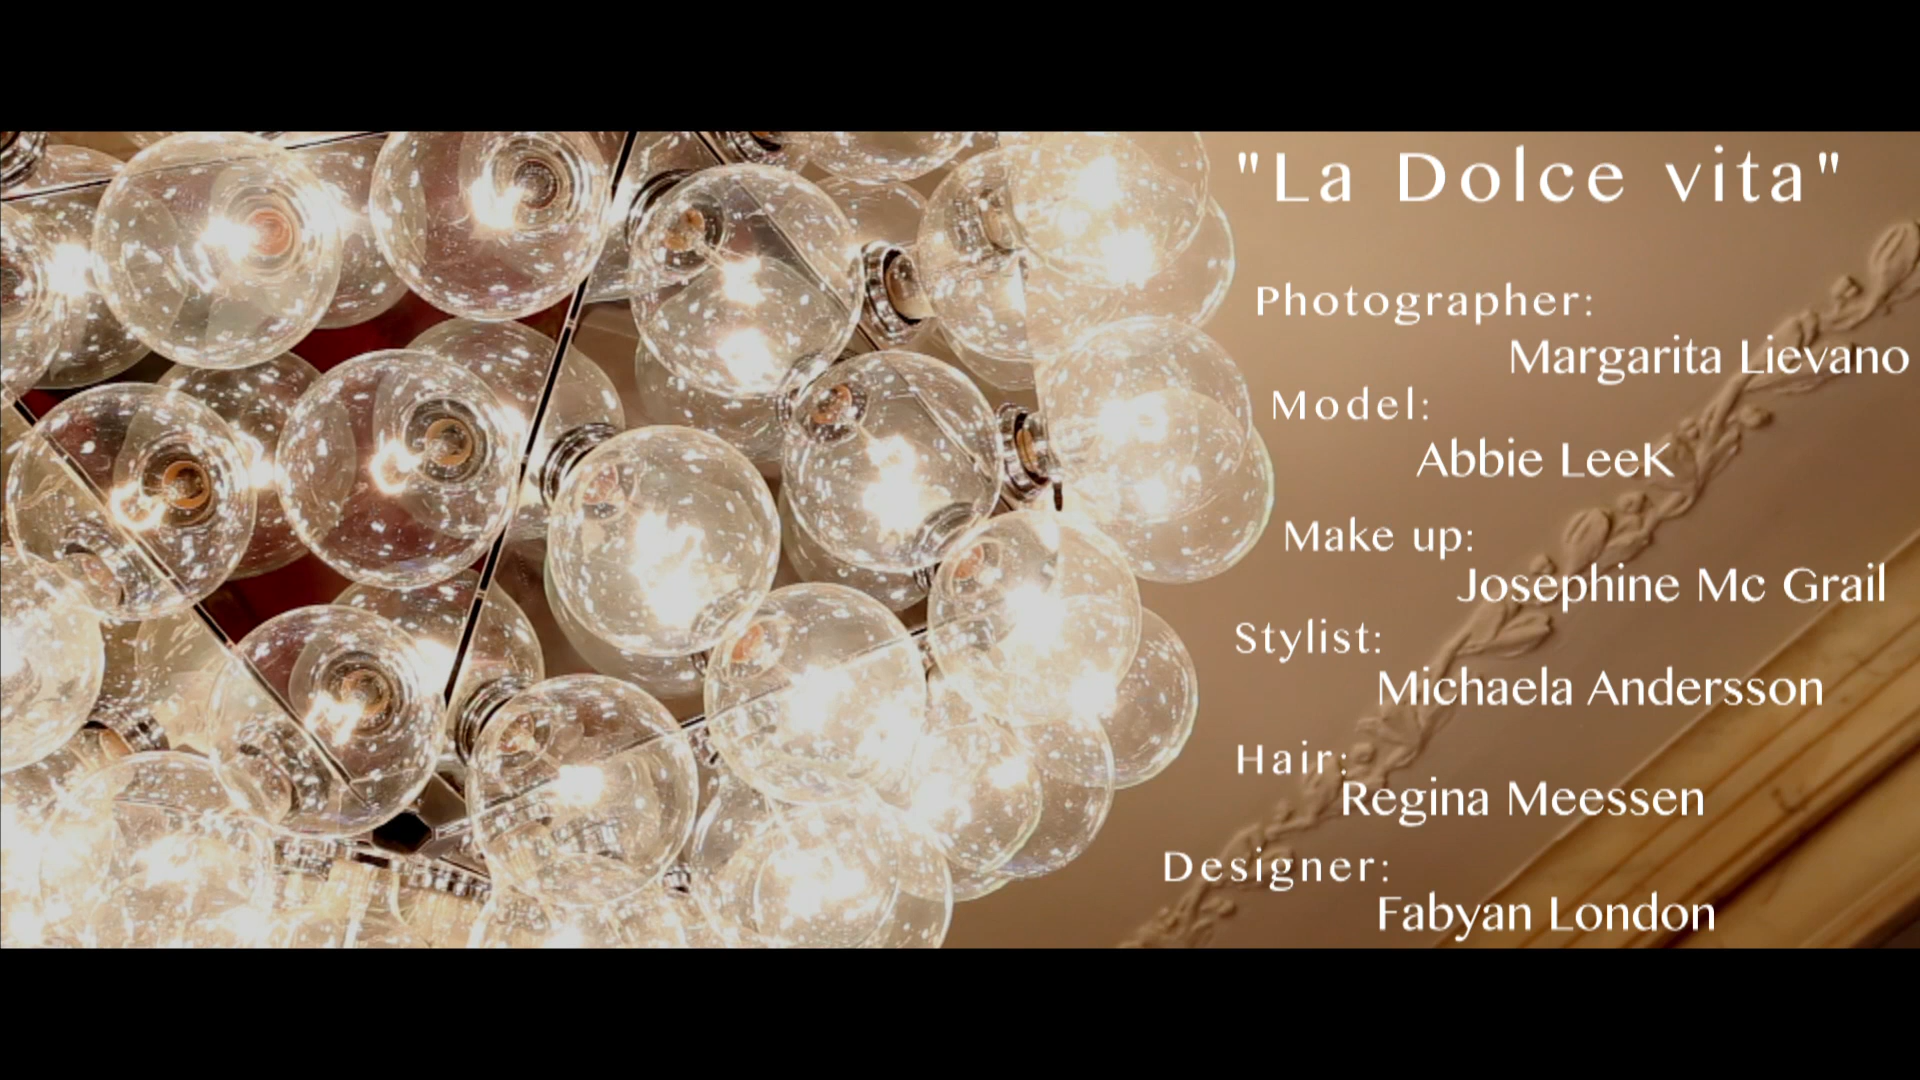 "La Dolce vita"
Photographer:
Margarita Lievano
Model:
Abbie LeeK
Make up:
Josephine Mc Grail
Stylist:
Michaela Andersson
Hair:
Regina Meessen
Designer:
Fabyan London